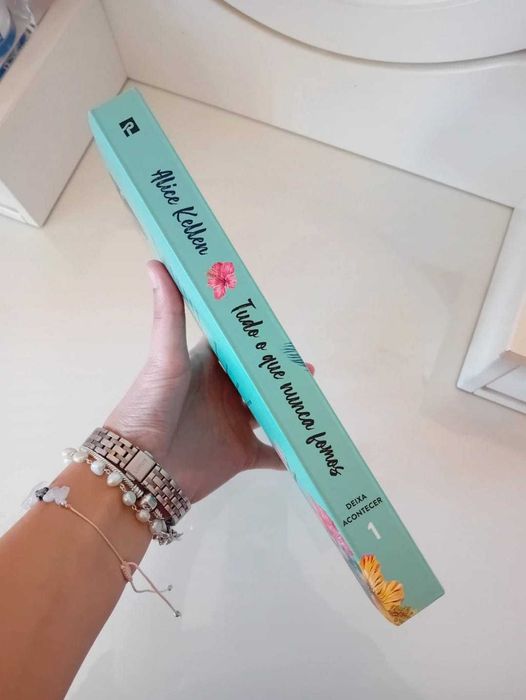 Alice Kellen
Tudo o que nunca fomos
DEIXA
ACONTECER
1